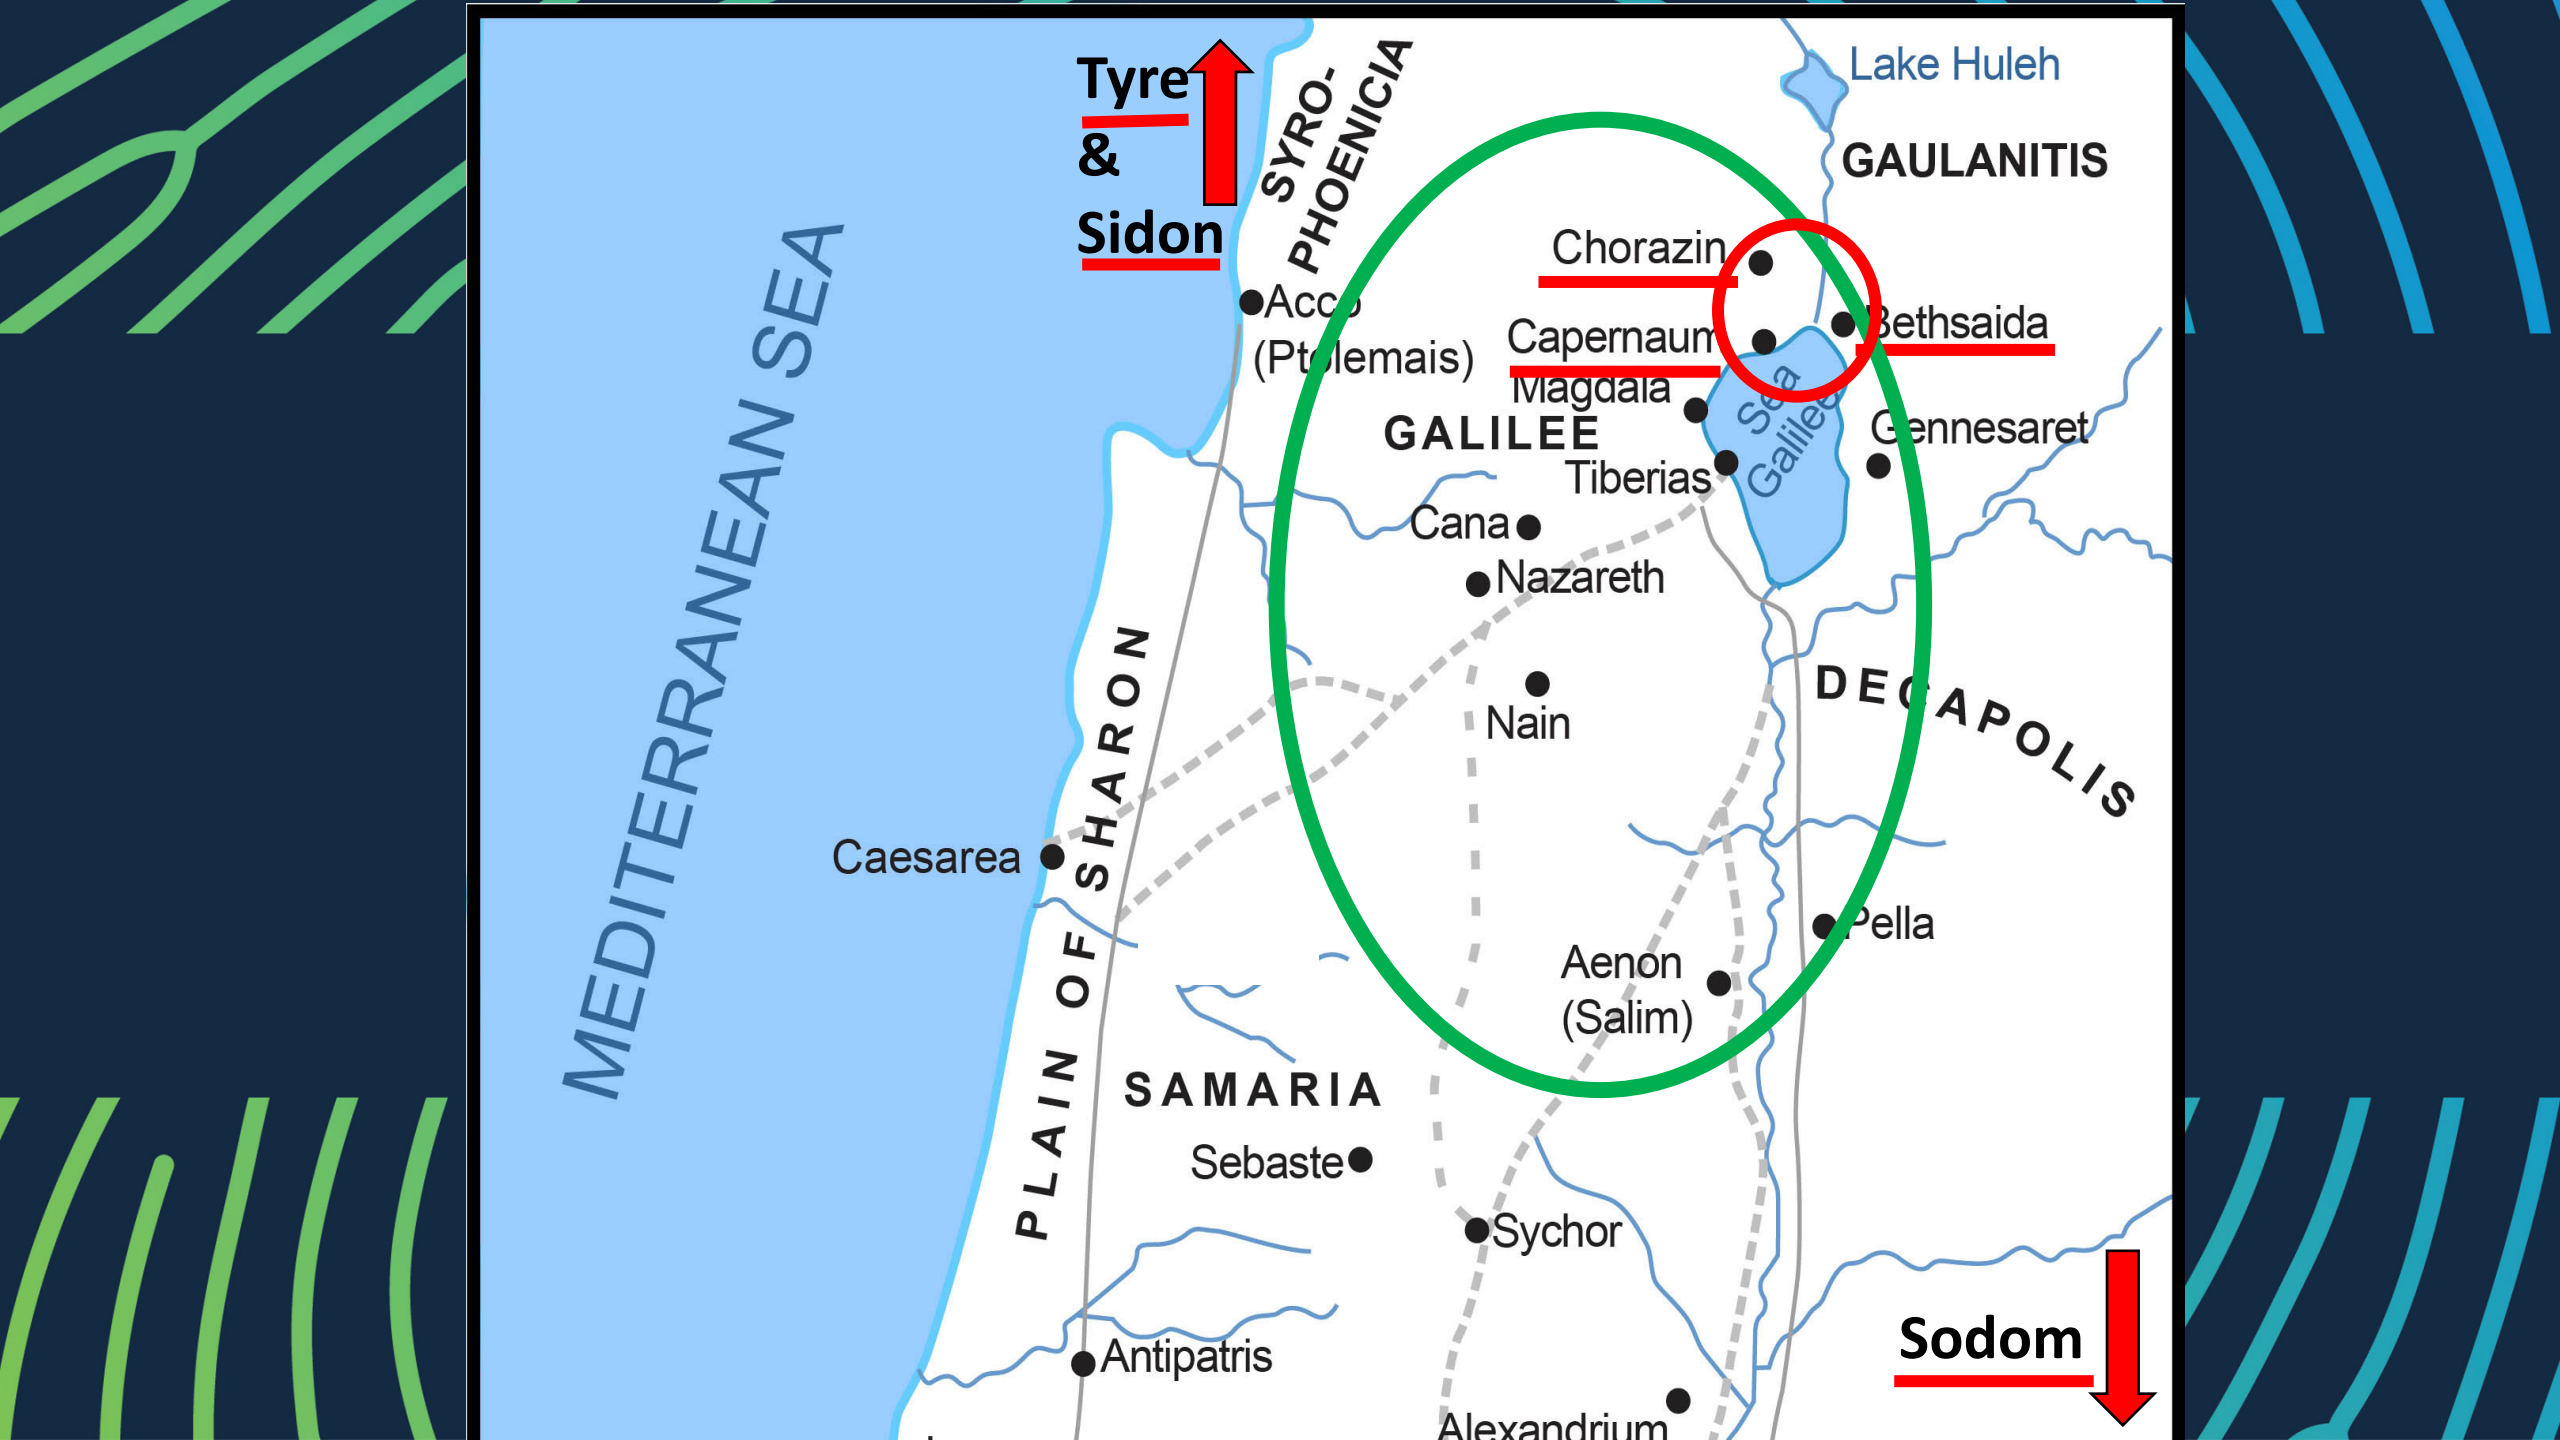 Tyre
&
Sidon
SYRO-
PHOENICIA
Lake Huleh
GAULANITIS
Chorazin
Acco
(Ptolemais)
Capernaum
Bethsaida
Magdala
GALILEE
Sea
Galilee
Gennesaret
Tiberias
Cana
Nazareth
MEDITERRANEAN SEA
Nain
DECAPOLIS
PLAIN OF SHARON
Caesarea
Pella
Aenon
(Salim)
SAMARIA
Sebaste
Sychor
Sodom
Antipatris
Alexandrium